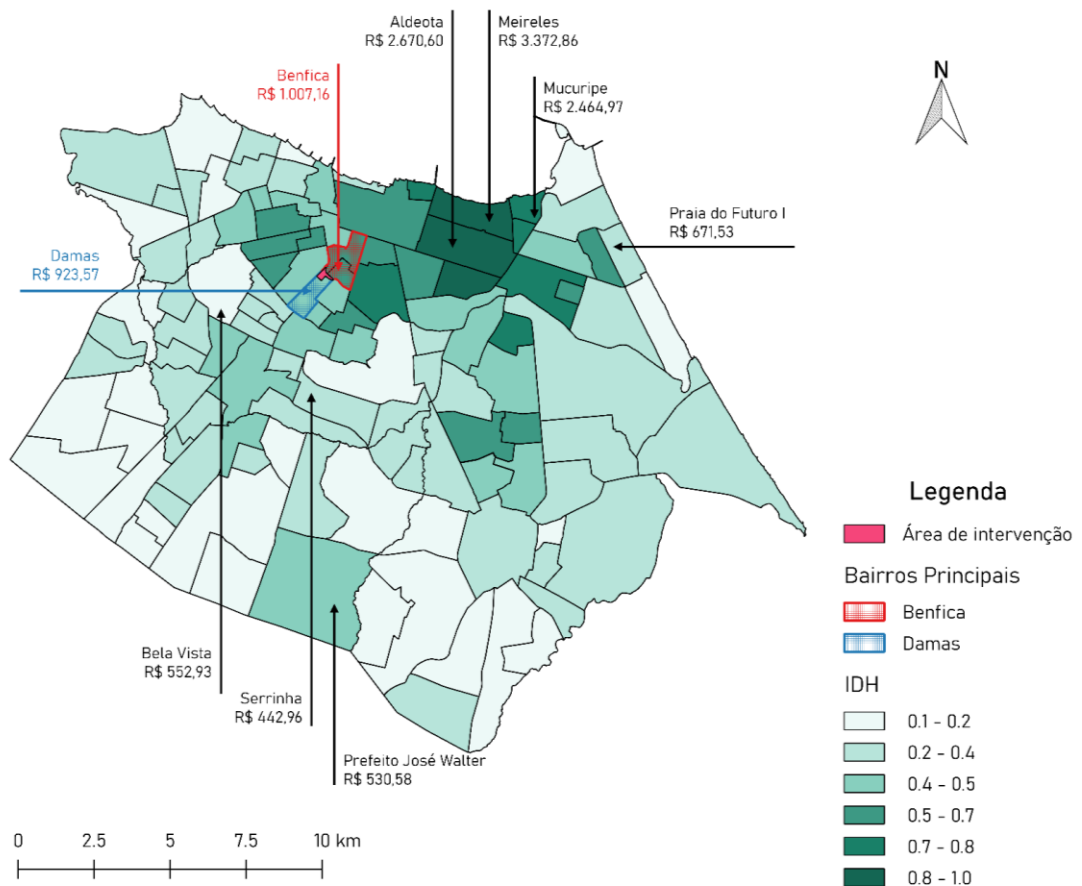 Aldeota
R$ 2.670,60
Meireles
R$ 3.372,86
Benfica
R$ 1.007,16
Mucuripe
R$ 2.464,97
N
Praia do Futuro I
R$ 671,53
Damas
R$ 923,57
Bela Vista
R$ 552,93
Serrinha
R$ 442,96
Prefeito José Walter
R$ 530,58
0 2.5 5 7.5 10 km
Legenda
Área de intervenção
Bairros Principais
Benfica
Damas
IDH
0.1 - 0.2
0.2 - 0.4
0.4 - 0.5
0.5 - 0.7
0.7 - 0.8
0.8 - 1.0